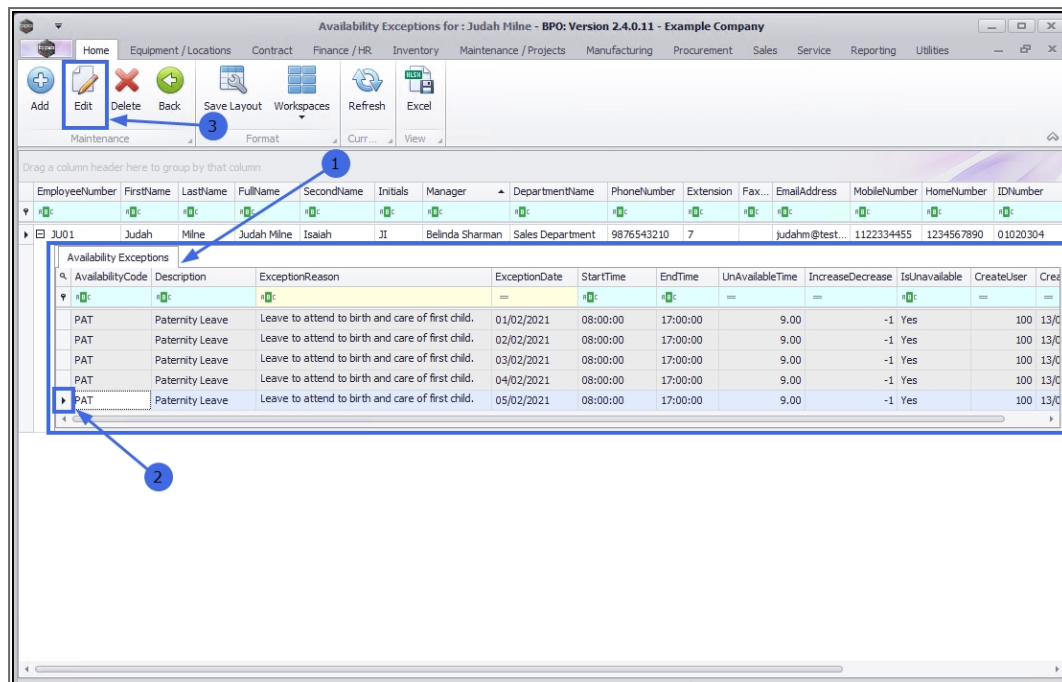 Availability Exceptions for : Judah Milne - BPO: Version 2.4.0.11 - Example Company
Home Equipment / Locations Contract Finance / HR Inventory Maintenance / Projects Manufacturing Procurement Sales Service Reporting Utilities
Add Edit Delete Back Save Layout Workspaces Refresh Excel
3
Maintenance Format Curr... View
1
Drag a column header here to group by that column
EmployeeNumber FirstName LastName FullName SecondName Initials Manager DepartmentName PhoneNumber Extension Fax... EmailAddress MobileNumber HomeNumber IDNumber
JU01 Judah Milne Judah Milne Isaiah JI Belinda Sharman Sales Department 9876543210 7 judahm@test... 1122334455 1234567890 01020304
Availability Exceptions
AvailabilityCode Description ExceptionReason ExceptionDate StartTime EndTime UnAvailableTime IncreaseDecrease IsUnavailable CreateUser Crea
= = = = =
PAT Paternity Leave Leave to attend to birth and care of first child. 01/02/2021 08:00:00 17:00:00 9.00 -1 Yes 100 13/0
PAT Paternity Leave Leave to attend to birth and care of first child. 02/02/2021 08:00:00 17:00:00 9.00 -1 Yes 100 13/0
PAT Paternity Leave Leave to attend to birth and care of first child. 03/02/2021 08:00:00 17:00:00 9.00 -1 Yes 100 13/0
PAT Paternity Leave Leave to attend to birth and care of first child. 04/02/2021 08:00:00 17:00:00 9.00 -1 Yes 100 13/0
PAT Paternity Leave Leave to attend to birth and care of first child. 05/02/2021 08:00:00 17:00:00 9.00 -1 Yes 100 13/0
2